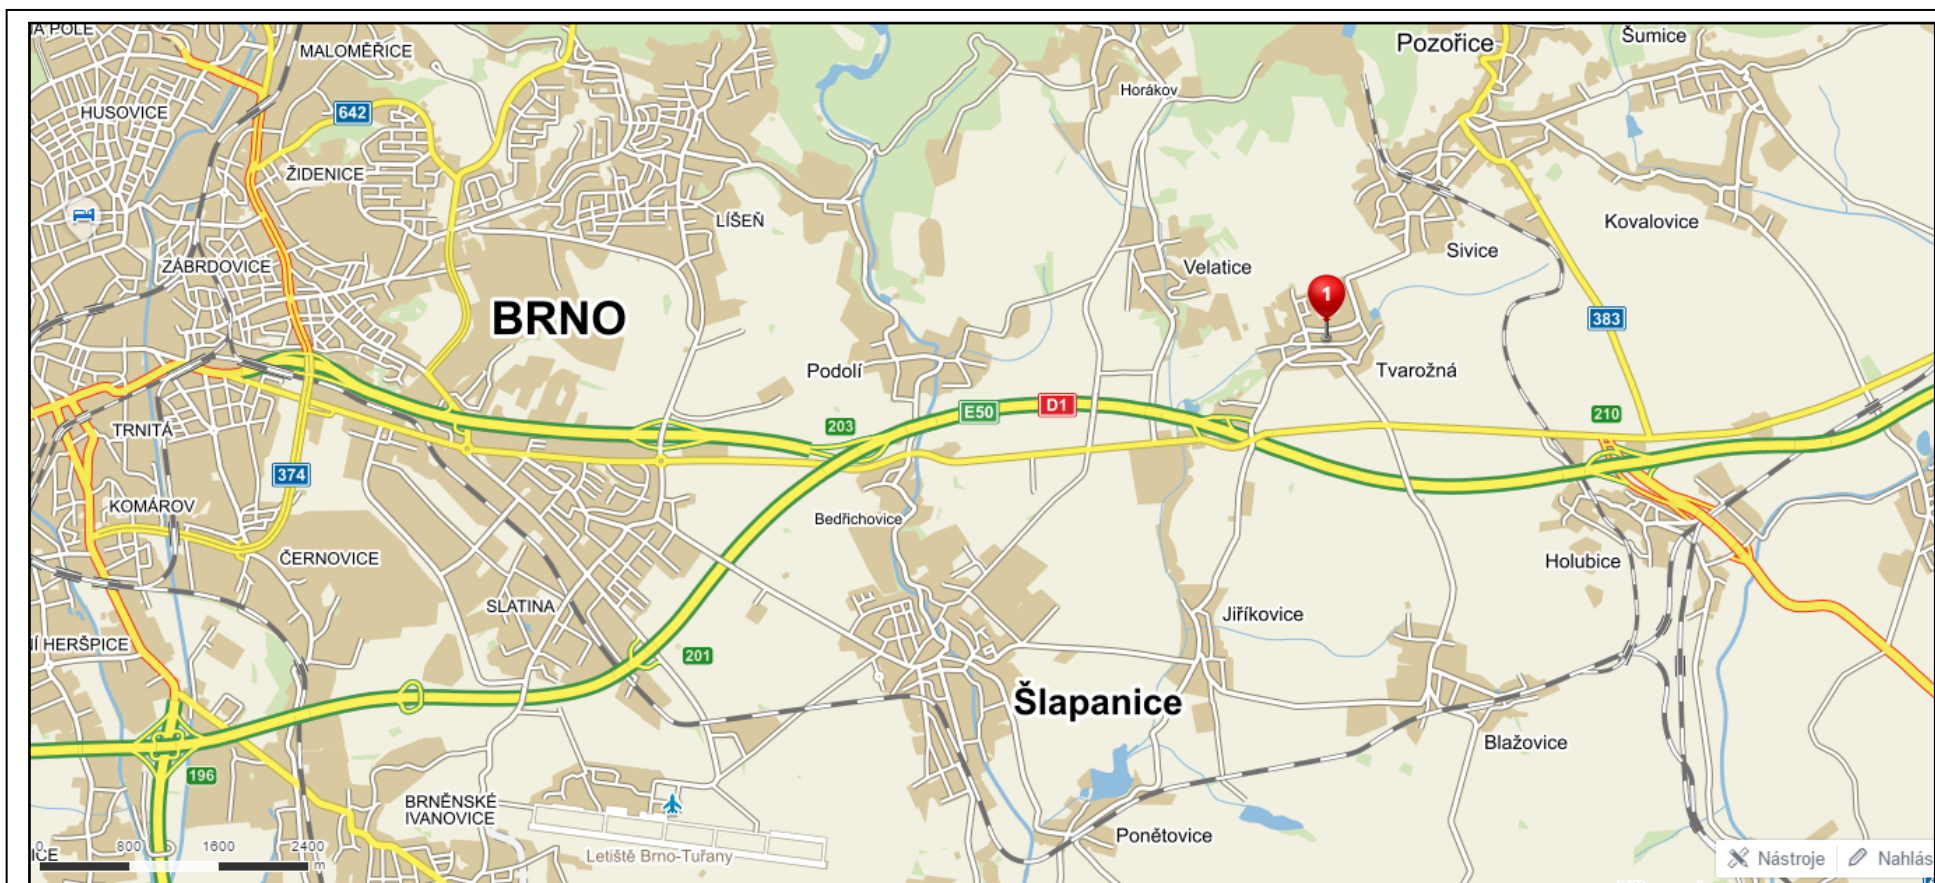 A POLE
MALOMĚŘICE
Pozořice
Šumice
Horákov
HUSOVICE
642
ŽIDENICE
LÍŠEŇ
Kovalovice
Sivice
ZÁBRDOVICE
Velatice
1
BRNO
383
Podolí
Tvarožná
E50
D1
203
210
TRNITÁ
374
KOMÁROV
Bedřichovice
ČERNOVICE
Holubice
SLATINA
Jiříkovice
NÍ HERŠPICE
201
Šlapanice
Blažovice
196
BRNĚNSKÉ
IVANOVICE
Ponětovice
Letiště Brno-Tuřany
ICE
0 800 1600 2400
m
Nástroje
Nahlás